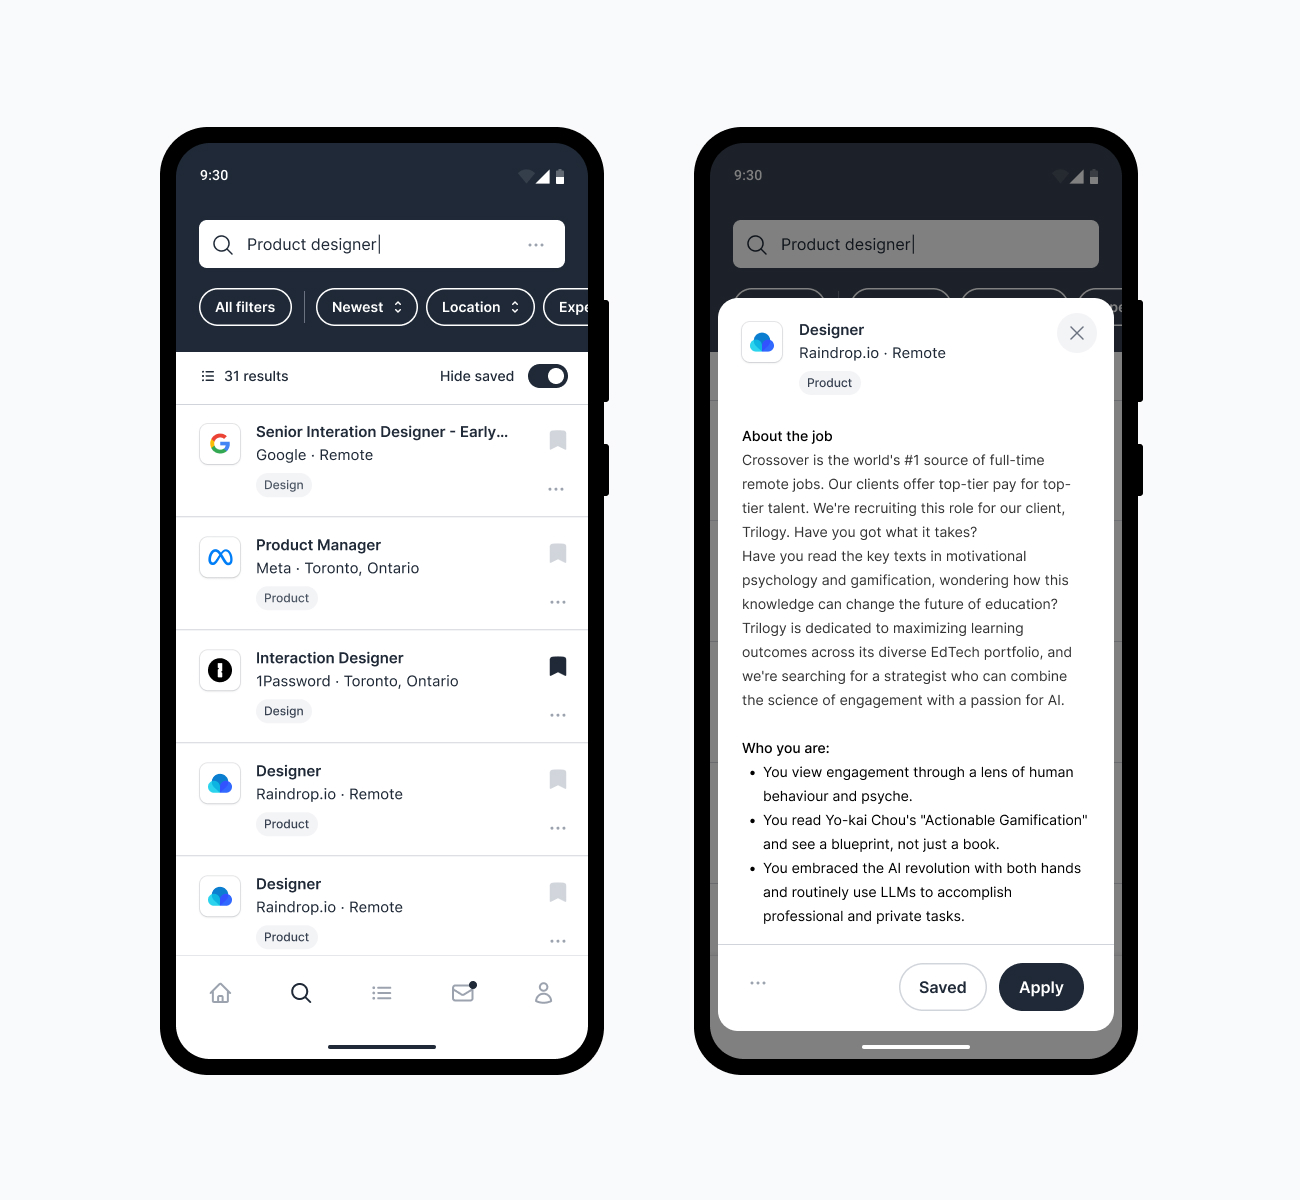 9:30
Product designer
All filters
Newest
Location
Expe
31 results
Hide saved
Senior Interation Designer - Early...
Google · Remote
Design
Product Manager
Meta · Toronto, Ontario
Product
Interaction Designer
1Password · Toronto, Ontario
Design
Designer
Raindrop.io · Remote
Product
Designer
Raindrop.io · Remote
Product
9:30
Product designer
pe
Designer
Raindrop.io · Remote
Product
About the job
Crossover is the world's #1 source of full-time
remote jobs. Our clients offer top-tier pay for top-
tier talent. We're recruiting this role for our client,
Trilogy. Have you got what it takes?
Have you read the key texts in motivational
psychology and gamification, wondering how this
knowledge can change the future of education?
Trilogy is dedicated to maximizing learning
outcomes across its diverse EdTech portfolio, and
we're searching for a strategist who can combine
the science of engagement with a passion for AI.
Who you are:
• You view engagement through a lens of human
behaviour and psyche.
• You read Yo-kai Chou's "Actionable Gamification"
and see a blueprint, not just a book.
• You embraced the AI revolution with both hands
and routinely use LLMs to accomplish
professional and private tasks.
Saved
Apply